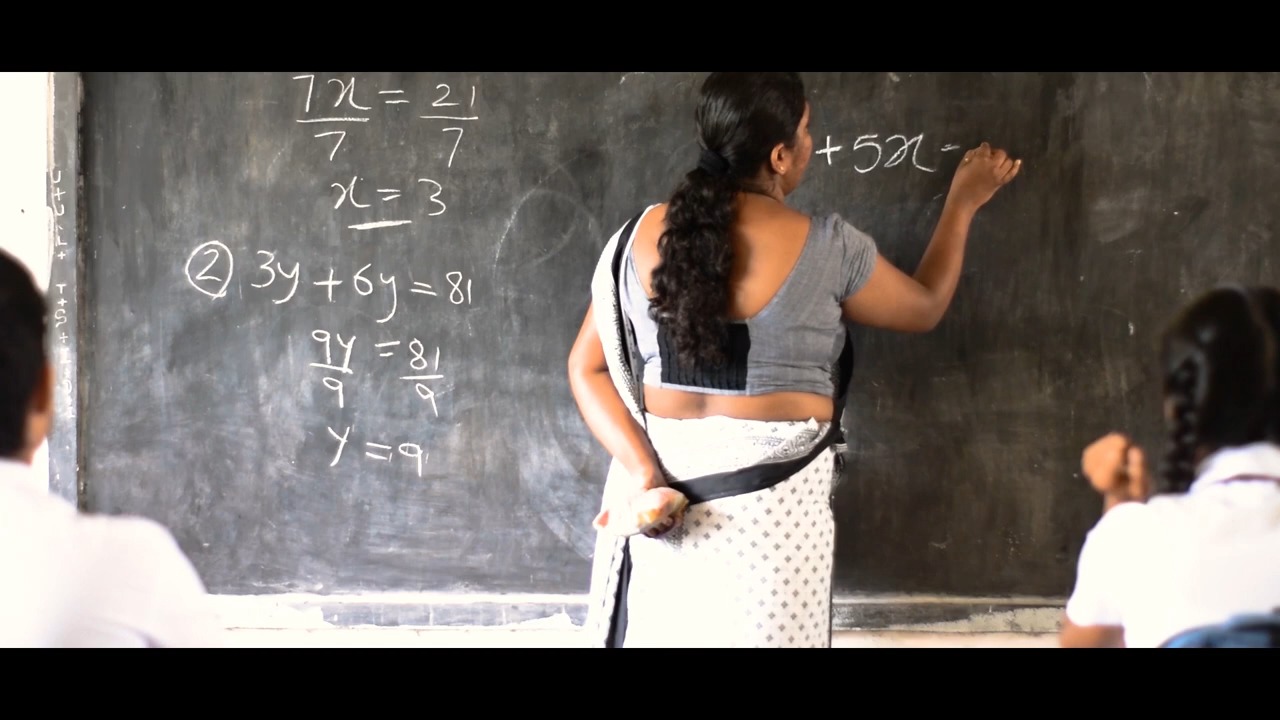 7x = 21
7 7
x = 3
② 3y + 6y = 81
9y = 81
9 9
y = 9
+ 5x =